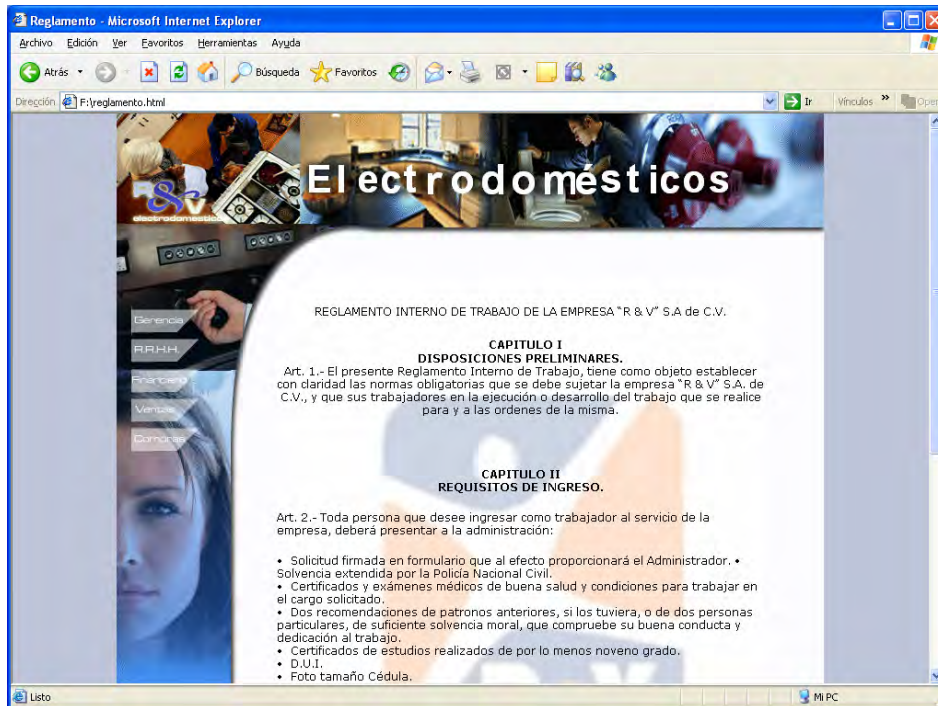 Reglamento - Microsoft Internet Explorer
Archivo Edición Ver Favoritos Herramientas Ayuda
Atrás Búsqueda Favoritos
Dirección F:\reglamento.html Ir Vínculos »
Electrodomésticos
R&V
electrodomestico
Gerencia
R.R.H.H.
Financiero
Ventas
Compras
REGLAMENTO INTERNO DE TRABAJO DE LA EMPRESA “R & V” S.A de C.V.
CAPITULO I
DISPOSICIONES PRELIMINARES.
Art. 1.- El presente Reglamento Interno de Trabajo, tiene como objeto establecer
con claridad las normas obligatorias que se debe sujetar la empresa “R & V” S.A. de
C.V., y que sus trabajadores en la ejecución o desarrollo del trabajo que se realice
para y a las ordenes de la misma.
CAPITULO II
REQUISITOS DE INGRESO.
Art. 2.- Toda persona que desee ingresar como trabajador al servicio de la
empresa, deberá presentar a la administración:
• Solicitud firmada en formulario que al efecto proporcionará el Administrador. •
Solvencia extendida por la Policía Nacional Civil.
• Certificados y exámenes médicos de buena salud y condiciones para trabajar en
el cargo solicitado.
• Dos recomendaciones de patronos anteriores, si los tuviera, o de dos personas
particulares, de suficiente solvencia moral, que compruebe su buena conducta y
dedicación al trabajo.
• Certificados de estudios realizados de por lo menos noveno grado.
• D.U.I.
• Foto tamaño Cédula.
Listo Mi PC